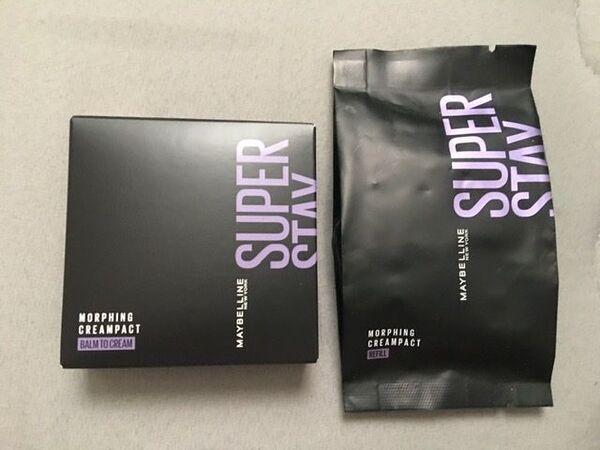 SUPER
STAY
MAYBELLINE
NEW YORK
MORPHING
CREAMPACT
BALM TO CREAM
SUPER
STAY
MAYBELLINE
NEW YORK
MORPHING
CREAMPACT
REFILL